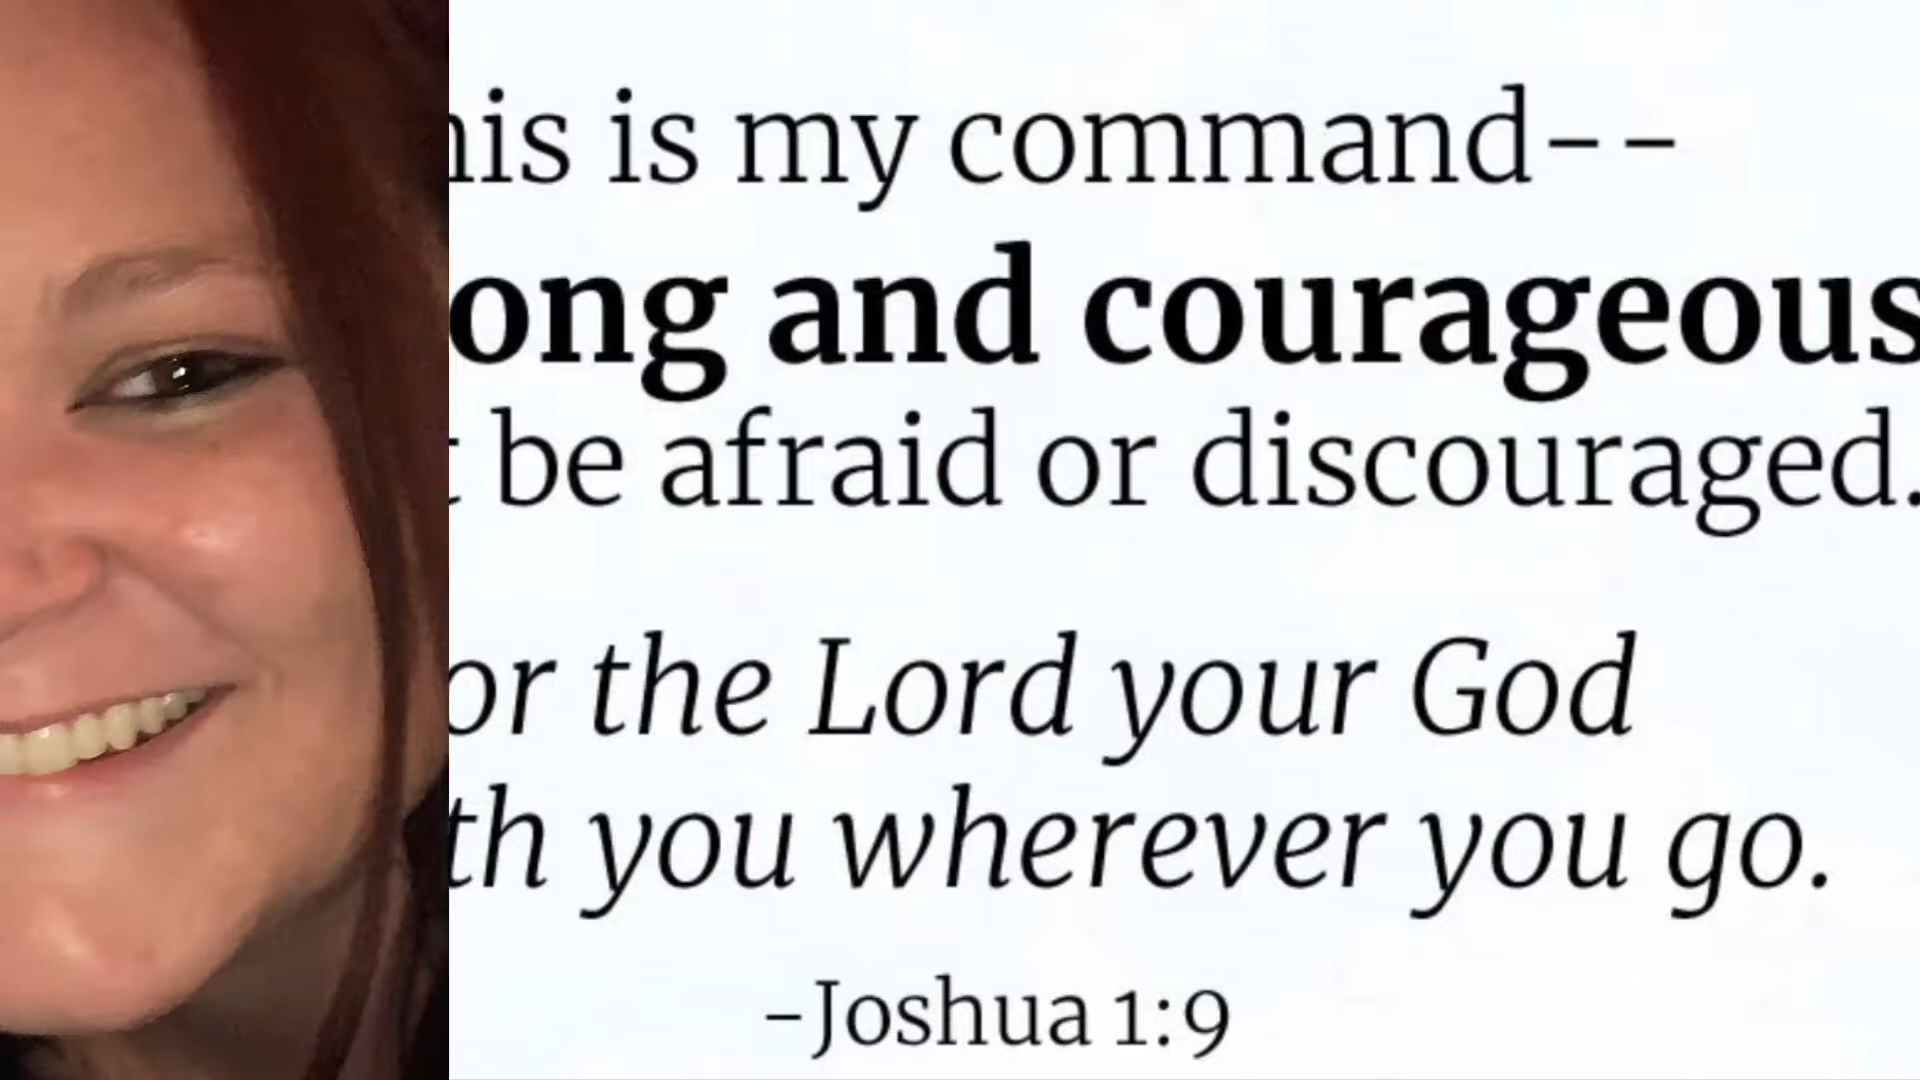 his is my command--
ong and courageous
be afraid or discouraged.
or the Lord your God
th you wherever you go.
-Joshua 1:9